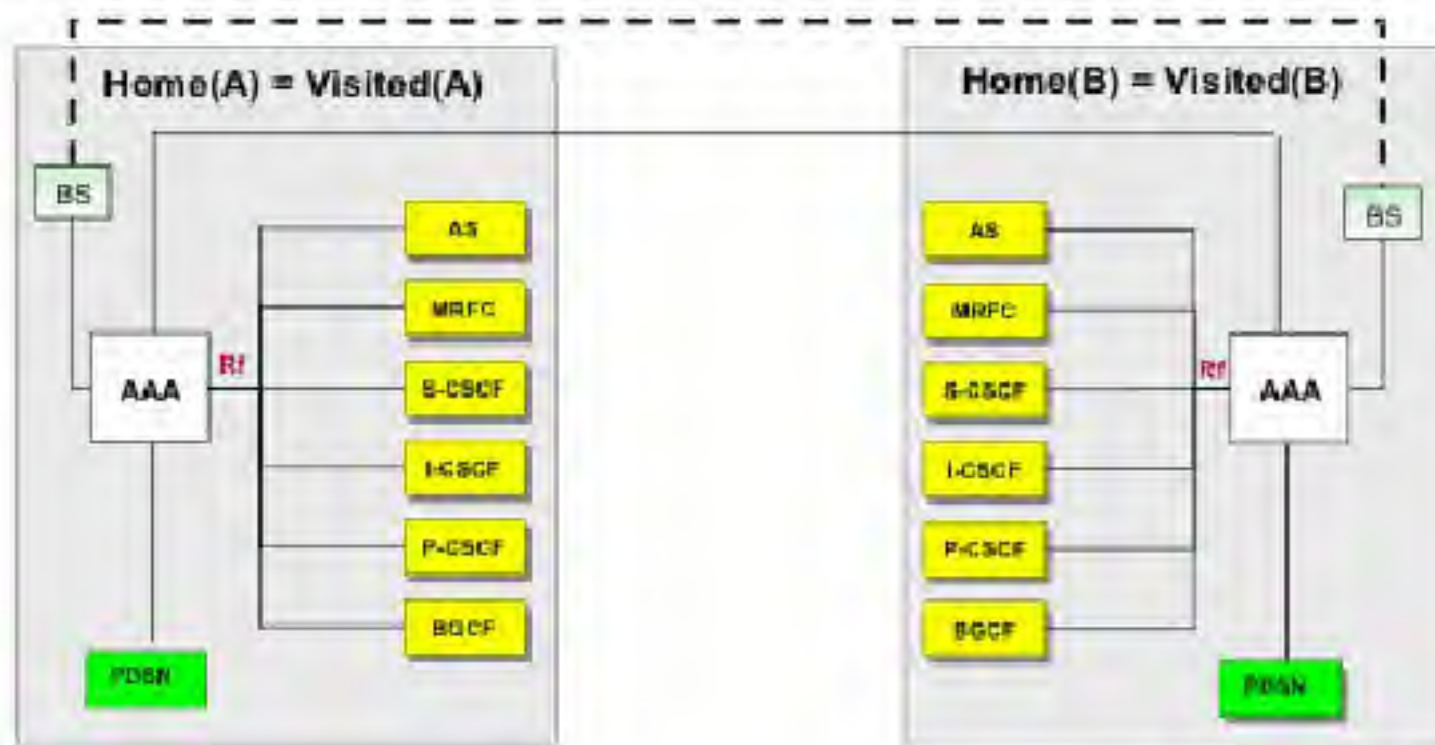 Home(A) = Visited(A)
BS
AS
MRFC
S-CSCF
I-CSCF
P-CSCF
BGCF
Rf
AAA
PDSN
Home(B) = Visited(B)
BS
AS
MRFC
S-CSCF
I-CSCF
P-CSCF
BGCF
Rf
AAA
PDSN